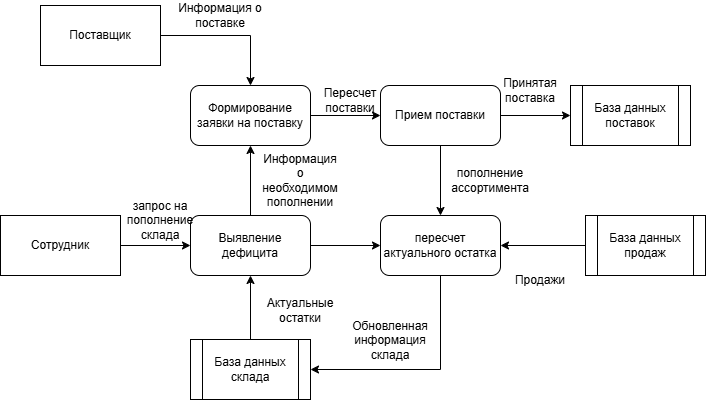 Информация о
поставке
Поставщик
Формирование
заявки на поставку
Пересчет
поставки
Прием поставки
Принятая
поставка
База данных
поставок
Информация
о
необходимом
пополнении
пополнение
ассортимента
запрос на
пополнение
склада
Сотрудник
Выявление
дефицита
пересчет
актуального остатка
База данных
продаж
Продажи
Актуальные
остатки
Обновленная
информация
склада
База данных
склада